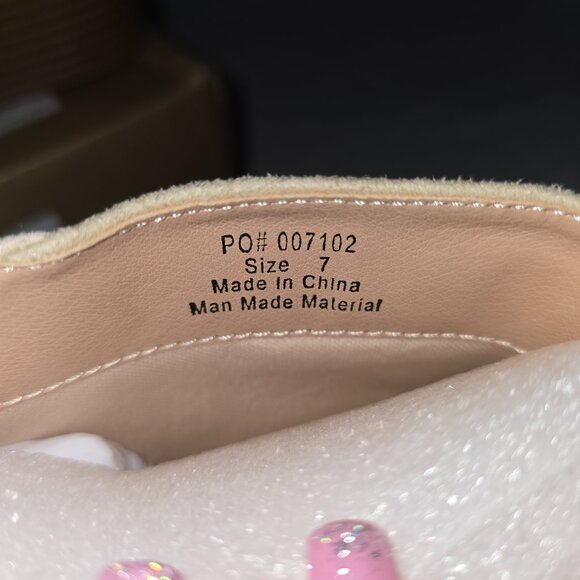 PO# 007102
Size 7
Made In China
Man Made Material